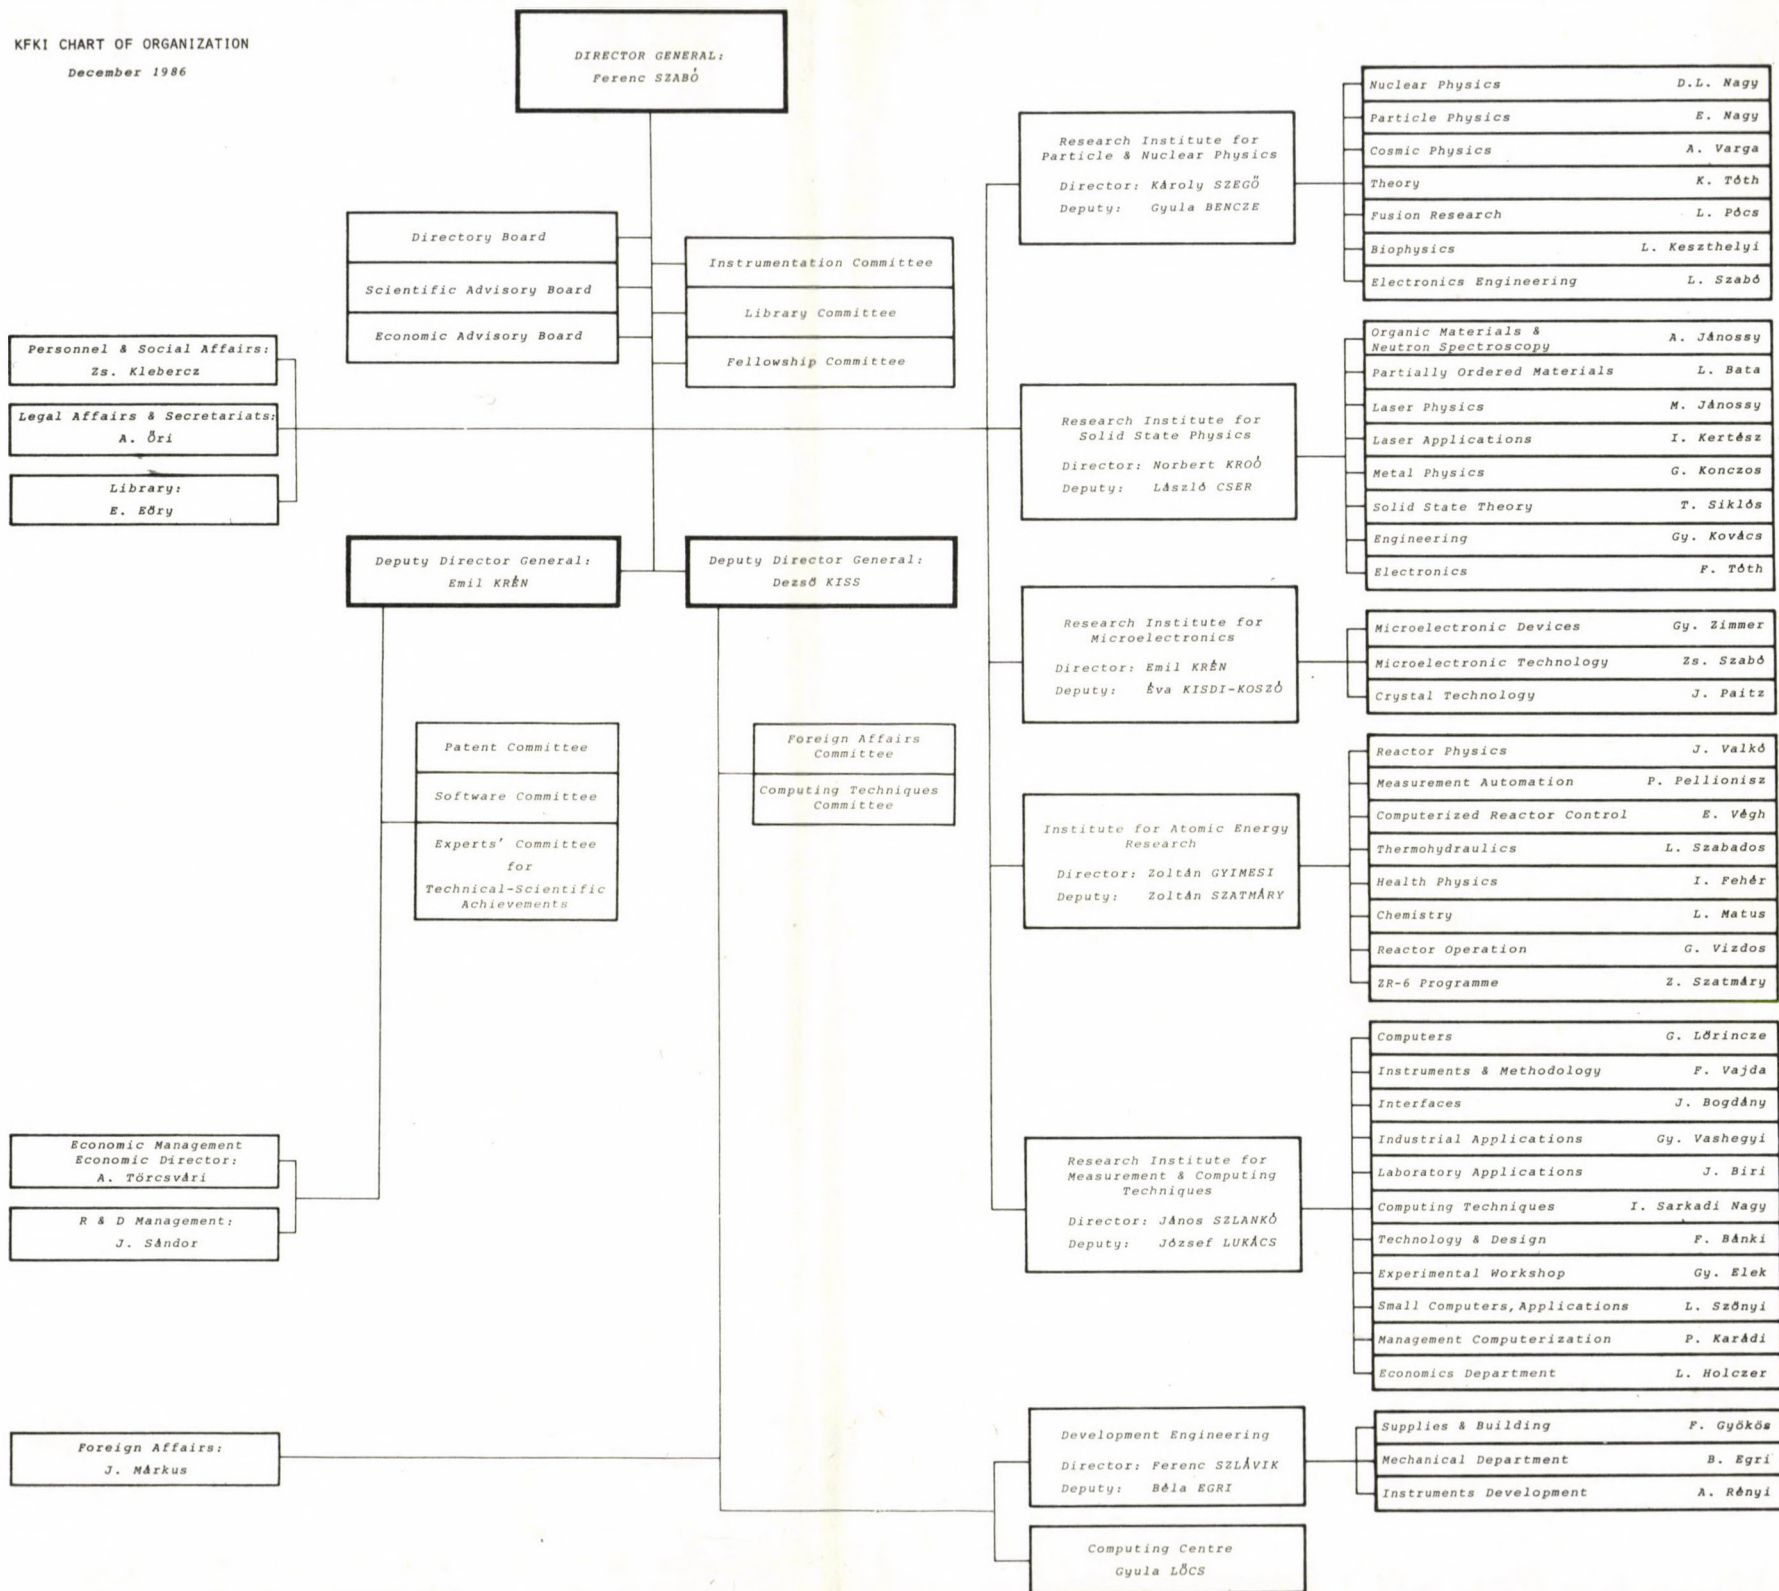 KFKI CHART OF ORGANIZATION
December 1986
DIRECTOR GENERAL:
Ferenc SZABÓ
Directory Board
Scientific Advisory Board
Economic Advisory Board
Instrumentation Committee
Library Committee
Fellowship Committee
Personnel & Social Affairs:
Zs. Klebercz
Legal Affairs & Secretariats:
A. Őri
Library:
E. Eőry
Deputy Director General:
Emil KRÉN
Deputy Director General:
Dezső KISS
Patent Committee
Software Committee
Experts' Committee
for
Technical-Scientific
Achievements
Foreign Affairs
Committee
Computing Techniques
Committee
Economic Management
Economic Director:
A. Törcsvári
R & D Management:
J. Sándor
Foreign Affairs:
J. Márkus
Research Institute for
Particle & Nuclear Physics
Director: Károly SZEGŐ
Deputy: Gyula BENCZE
Nuclear Physics D.L. Nagy
Particle Physics E. Nagy
Cosmic Physics A. Varga
Theory K. Tóth
Fusion Research L. Pócs
Biophysics L. Keszthelyi
Electronics Engineering L. Szabó
Research Institute for
Solid State Physics
Director: Norbert KROÓ
Deputy: László CSER
Organic Materials &
Neutron Spectroscopy A. Jánossy
Partially Ordered Materials L. Bata
Laser Physics M. Jánossy
Laser Applications I. Kertész
Metal Physics G. Konczos
Solid State Theory T. Siklós
Engineering Gy. Kovács
Electronics F. Tóth
Research Institute for
Microelectronics
Director: Emil KRÉN
Deputy: Éva KISDI-KOSZÓ
Microelectronic Devices Gy. Zimmer
Microelectronic Technology Zs. Szabó
Crystal Technology J. Paitz
Institute for Atomic Energy
Research
Director: Zoltán GYIMESI
Deputy: Zoltán SZATMÁRY
Reactor Physics J. Valkó
Measurement Automation P. Pellionisz
Computerized Reactor Control E. Végh
Thermohydraulics L. Szabados
Health Physics I. Fehér
Chemistry L. Matus
Reactor Operation G. Vizdos
ZR-6 Programme Z. Szatmáry
Research Institute for
Measurement & Computing
Techniques
Director: János SZLANKÓ
Deputy: József LUKÁCS
Computers G. Lőrincze
Instruments & Methodology F. Vajda
Interfaces J. Bogdány
Industrial Applications Gy. Vashegyi
Laboratory Applications J. Biri
Computing Techniques I. Sarkadi Nagy
Technology & Design F. Bánki
Experimental Workshop Gy. Elek
Small Computers, Applications L. Szőnyi
Management Computerization P. Karádi
Economics Department L. Holczer
Development Engineering
Director: Ferenc SZLÁVIK
Deputy: Béla EGRI
Supplies & Building F. Gyökös
Mechanical Department B. Egri
Instruments Development A. Rényi
Computing Centre
Gyula LŐCS